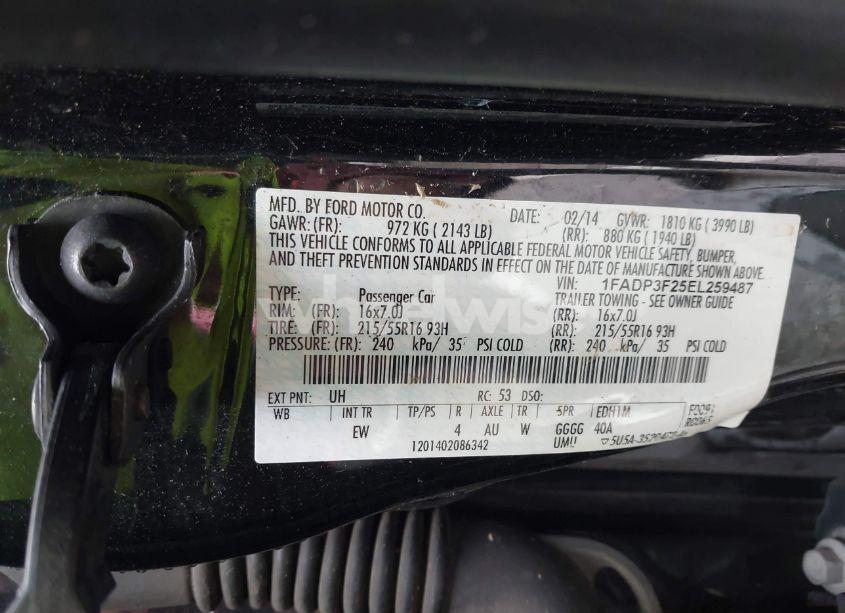 MFD. BY FORD MOTOR CO. DATE: 02/14 GVWR: 1810 KG ( 3990 LB)
GAWR: (FR): 972 KG ( 2143 LB) (RR): 880 KG ( 1940 LB)
THIS VEHICLE CONFORMS TO ALL APPLICABLE FEDERAL MOTOR VEHICLE SAFETY, BUMPER,
AND THEFT PREVENTION STANDARDS IN EFFECT ON THE DATE OF MANUFACTURE SHOWN ABOVE.
VIN: 1FADP3F25EL259487
TYPE: Passenger Car TRAILER TOWING - SEE OWNER GUIDE
RIM: (FR): 16x7.0J (RR): 16x7.0J
TIRE: (FR): 215/55R16 93H (RR): 215/55R16 93H
PRESSURE: (FR): 240 kPa/ 35 PSI COLD (RR): 240 kPa/ 35 PSI COLD
wheelwise
EXT PNT: UH RC: 53 DSO:
WB INT TR TP/PS R AXLE TR SPR EDH1M
EW 4 AU W GGGG 40A
1201402086342 UMU